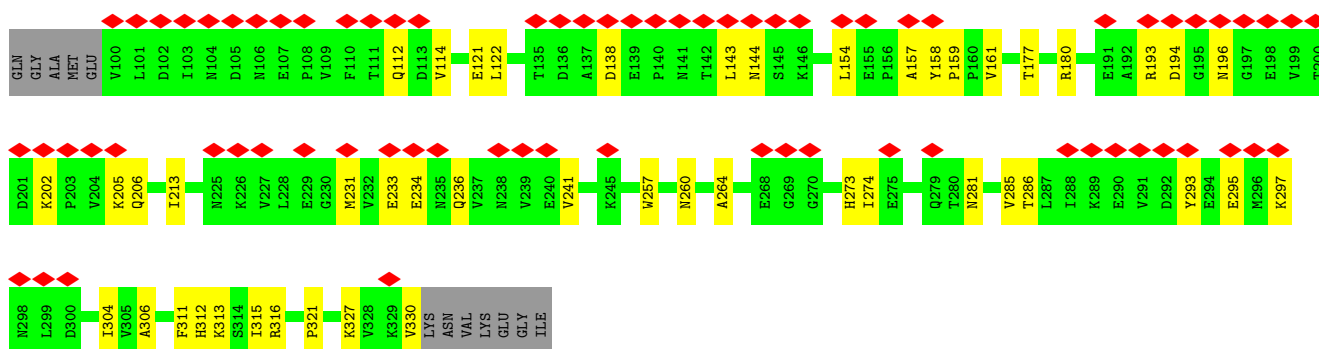 GLN GLY ALA MET GLU V100 L101 D102 I103 N104 D105 N106 E107 P108 V109 F110 T111 Q112 D113 V114 E121 L122 T135 D136 A137 D138 E139 P140 N141 T142 L143 N144 S145 K146 L154 E155 P156 A157 Y158 P159 P160 V161 T177 R180 E191 A192 R193 D194 G195 N196 G197 E198 V199 T200
D201 K202 P203 V204 K205 Q206 I213 N225 K226 V227 L228 E229 G230 M231 V232 E233 E234 N235 Q236 V237 N238 V239 E240 V241 K245 W257 N260 A264 E268 G269 G270 H273 I274 E275 Q279 T280 N281 V285 T286 L287 I288 K289 E290 V291 D292 Y293 E294 E295 M296 K297
N298 L299 D300 I304 V305 A306 F311 H312 K313 S314 I315 R316 P321 K327 V328 K329 V330 LYS ASN VAL LYS GLU GLY ILE